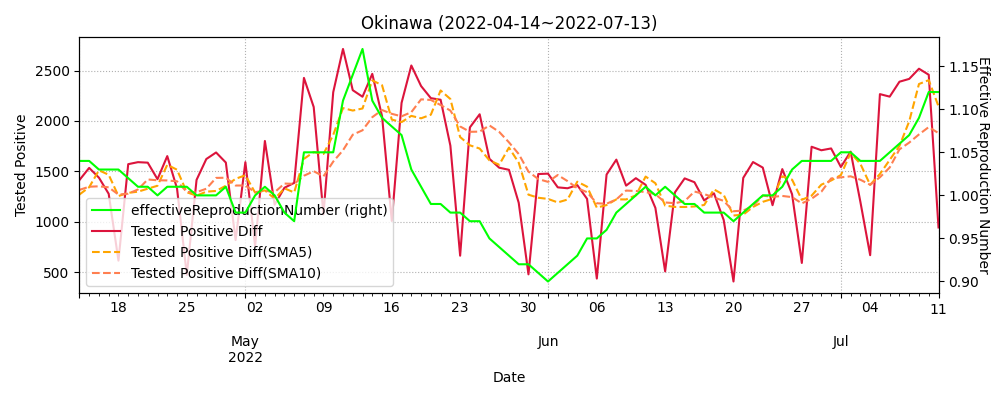 Okinawa (2022-04-14~2022-07-13)
Tested Positive
2500
2000
1500
1000
500
1.15
1.10
1.05
1.00
0.95
0.90
Effective Reproduction Number
effectiveReproductionNumber (right)
Tested Positive Diff
Tested Positive Diff(SMA5)
Tested Positive Diff(SMA10)
18 25 02 09 16 23 06 13 20 27 04 11
May Jun Jul
2022
Date